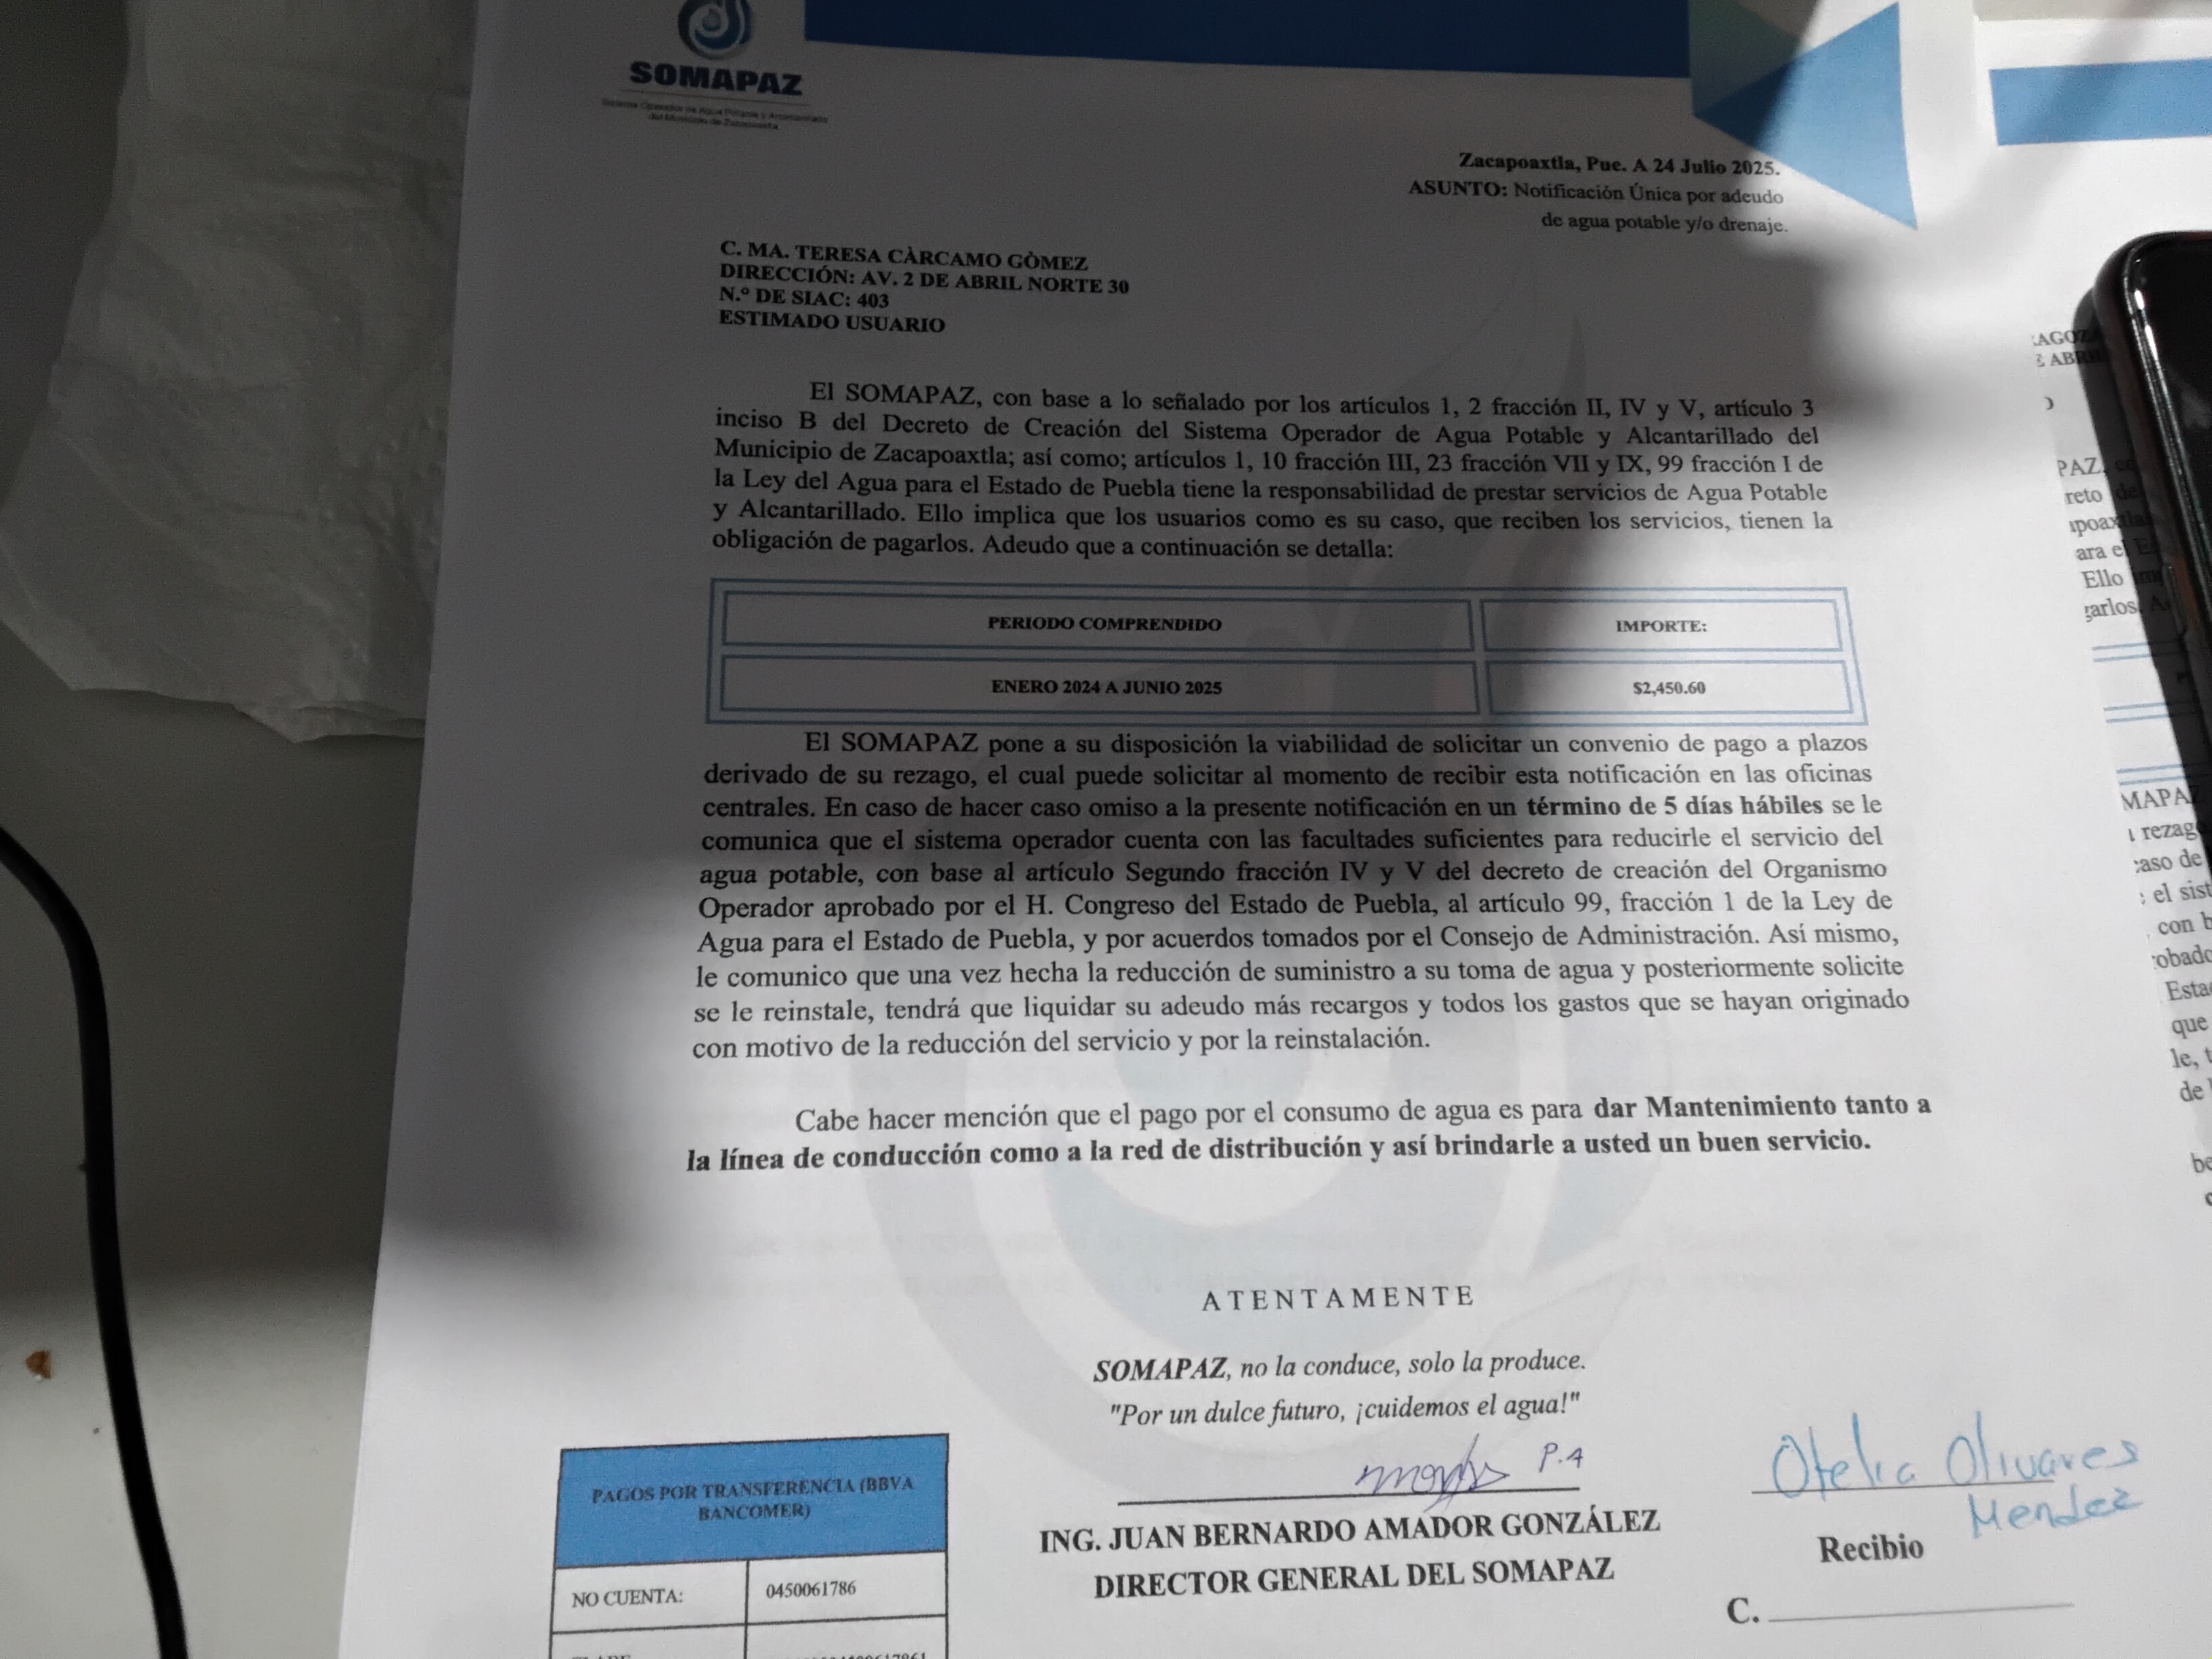 SOMAPAZ
Sistema Operador de Agua Potable y Alcantarillado
del Municipio de Zacapoaxtla
Zacapoaxtla, Pue. A 24 Julio 2025.
ASUNTO: Notificación Única por adeudo
de agua potable y/o drenaje.
C. MA. TERESA CÀRCAMO GÒMEZ
DIRECCIÓN: AV. 2 DE ABRIL NORTE 30
N.º DE SIAC: 403
ESTIMADO USUARIO
El SOMAPAZ, con base a lo señalado por los artículos 1, 2 fracción II, IV y V, artículo 3
inciso B del Decreto de Creación del Sistema Operador de Agua Potable y Alcantarillado del
Municipio de Zacapoaxtla; así como; artículos 1, 10 fracción III, 23 fracción VII y IX, 99 fracción I de
la Ley del Agua para el Estado de Puebla tiene la responsabilidad de prestar servicios de Agua Potable
y Alcantarillado. Ello implica que los usuarios como es su caso, que reciben los servicios, tienen la
obligación de pagarlos. Adeudo que a continuación se detalla:
PERIODO COMPRENDIDO IMPORTE:
ENERO 2024 A JUNIO 2025 $2,450.60
El SOMAPAZ pone a su disposición la viabilidad de solicitar un convenio de pago a plazos
derivado de su rezago, el cual puede solicitar al momento de recibir esta notificación en las oficinas
centrales. En caso de hacer caso omiso a la presente notificación en un término de 5 días hábiles se le
comunica que el sistema operador cuenta con las facultades suficientes para reducirle el servicio del
agua potable, con base al artículo Segundo fracción IV y V del decreto de creación del Organismo
Operador aprobado por el H. Congreso del Estado de Puebla, al artículo 99, fracción 1 de la Ley de
Agua para el Estado de Puebla, y por acuerdos tomados por el Consejo de Administración. Así mismo,
le comunico que una vez hecha la reducción de suministro a su toma de agua y posteriormente solicite
se le reinstale, tendrá que liquidar su adeudo más recargos y todos los gastos que se hayan originado
con motivo de la reducción del servicio y por la reinstalación.
Cabe hacer mención que el pago por el consumo de agua es para dar Mantenimiento tanto a
la línea de conducción como a la red de distribución y así brindarle a usted un buen servicio.
ATENTAMENTE
SOMAPAZ, no la conduce, solo la produce.
"Por un dulce futuro, ¡cuidemos el agua!"
P.A
ING. JUAN BERNARDO AMADOR GONZÁLEZ
DIRECTOR GENERAL DEL SOMAPAZ
Otelia Olivares
Mendez
Recibio
C.
PAGOS POR TRANSFERENCIA (BBVA
BANCOMER)
NO CUENTA: 0450061786